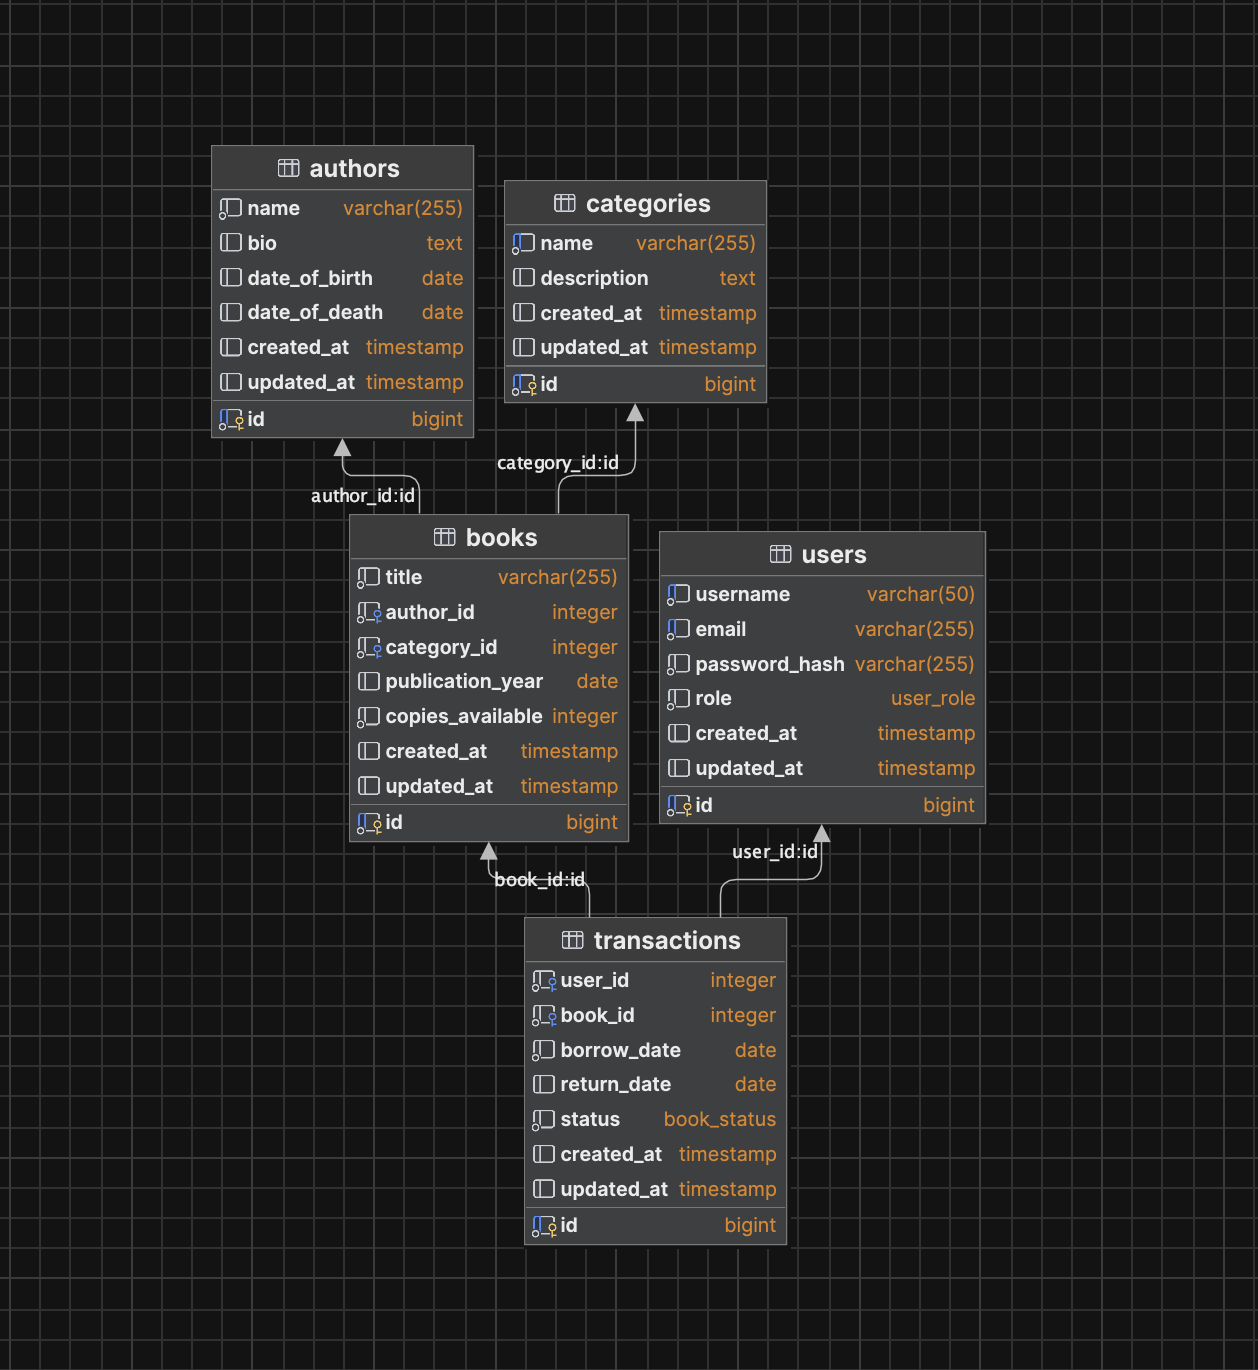 authors
name varchar(255)
bio text
date_of_birth date
date_of_death date
created_at timestamp
updated_at timestamp
id bigint
categories
name varchar(255)
description text
created_at timestamp
updated_at timestamp
id bigint
author_id:id
category_id:id
books
title varchar(255)
author_id integer
category_id integer
publication_year date
copies_available integer
created_at timestamp
updated_at timestamp
id bigint
users
username varchar(50)
email varchar(255)
password_hash varchar(255)
role user_role
created_at timestamp
updated_at timestamp
id bigint
book_id:id
user_id:id
transactions
user_id integer
book_id integer
borrow_date date
return_date date
status book_status
created_at timestamp
updated_at timestamp
id bigint